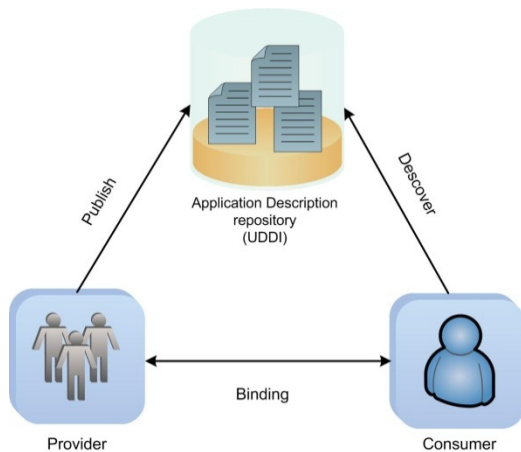 Application Description
repository
(UDDI)
Publish
Descover
Binding
Provider
Consumer